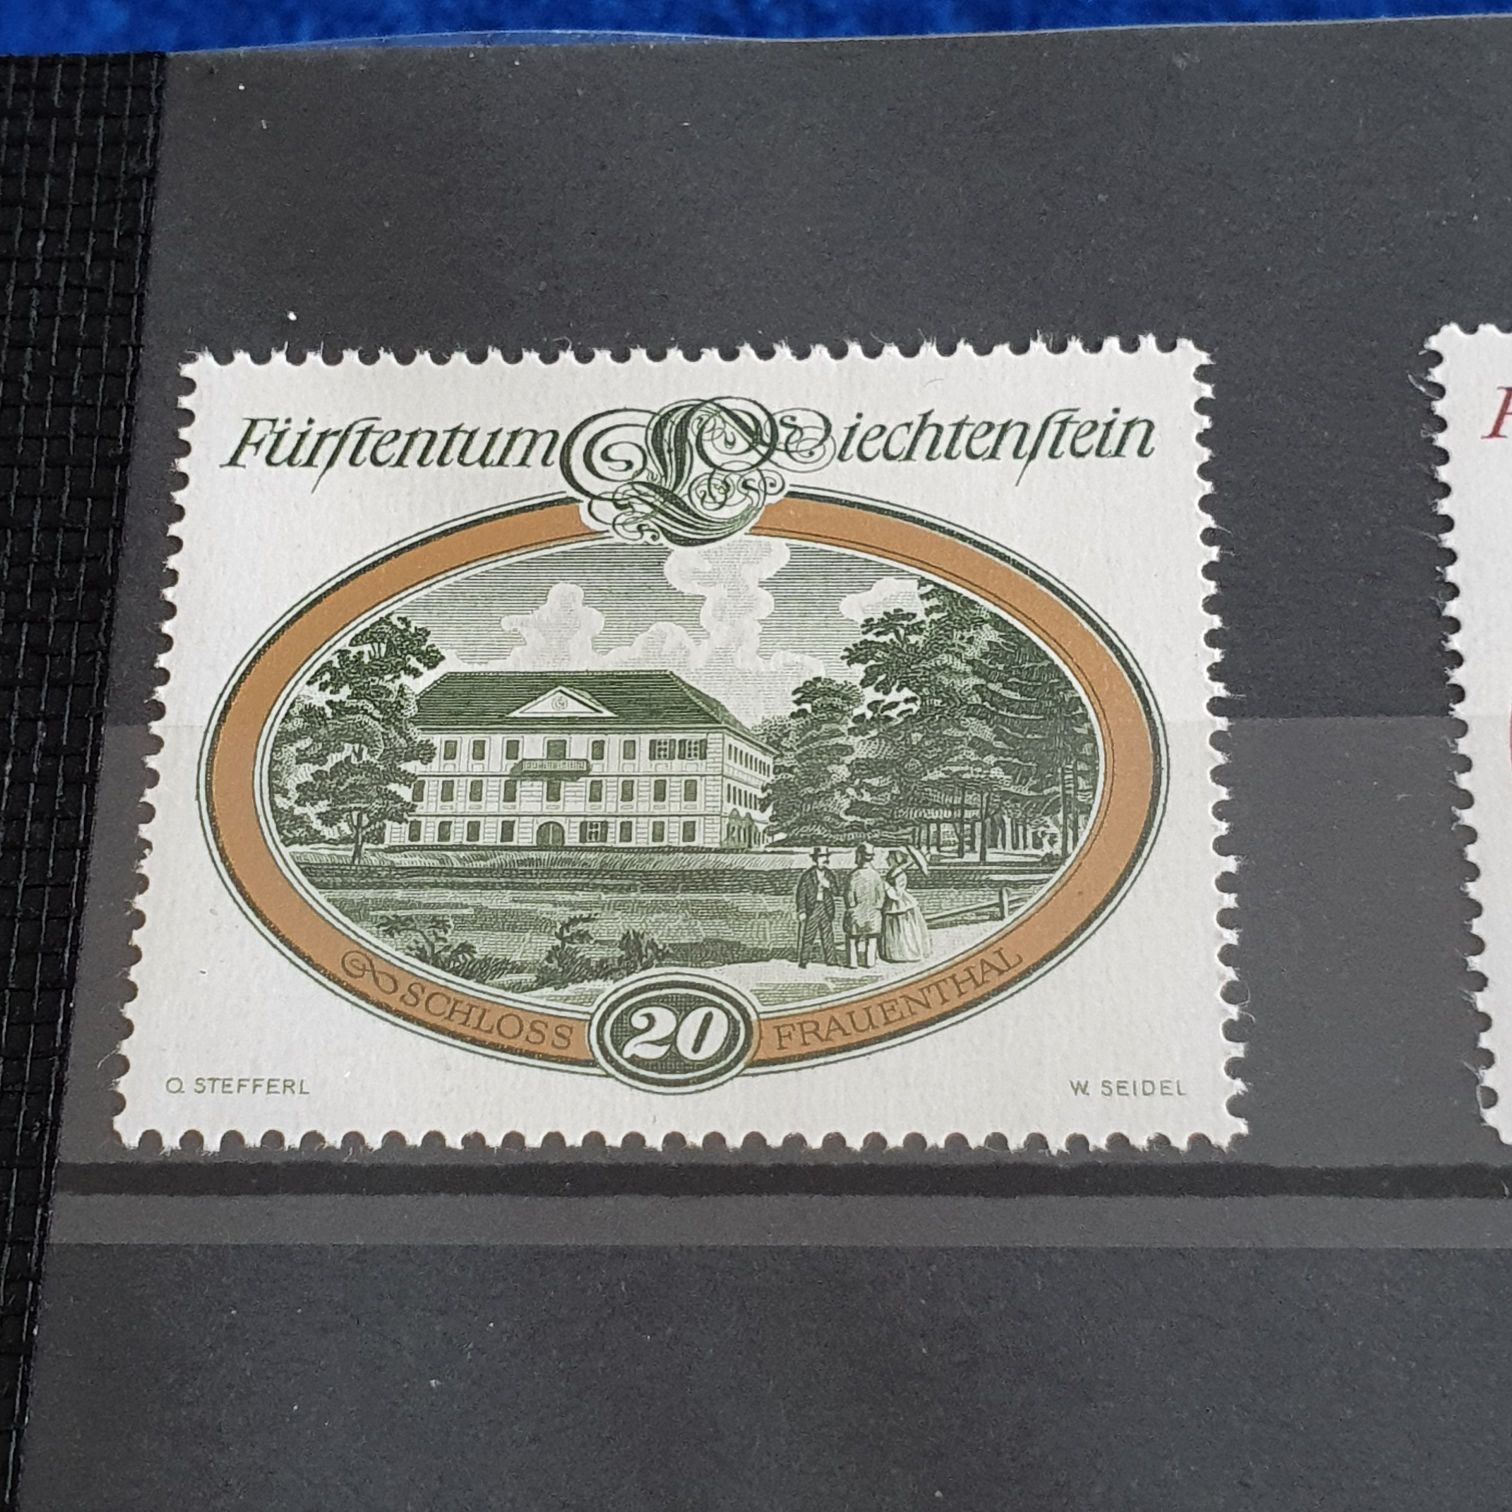 Fürstentum Liechtenstein
SCHLOSS 20 FRAUENTHAL
O. STEFFERL
W. SEIDEL